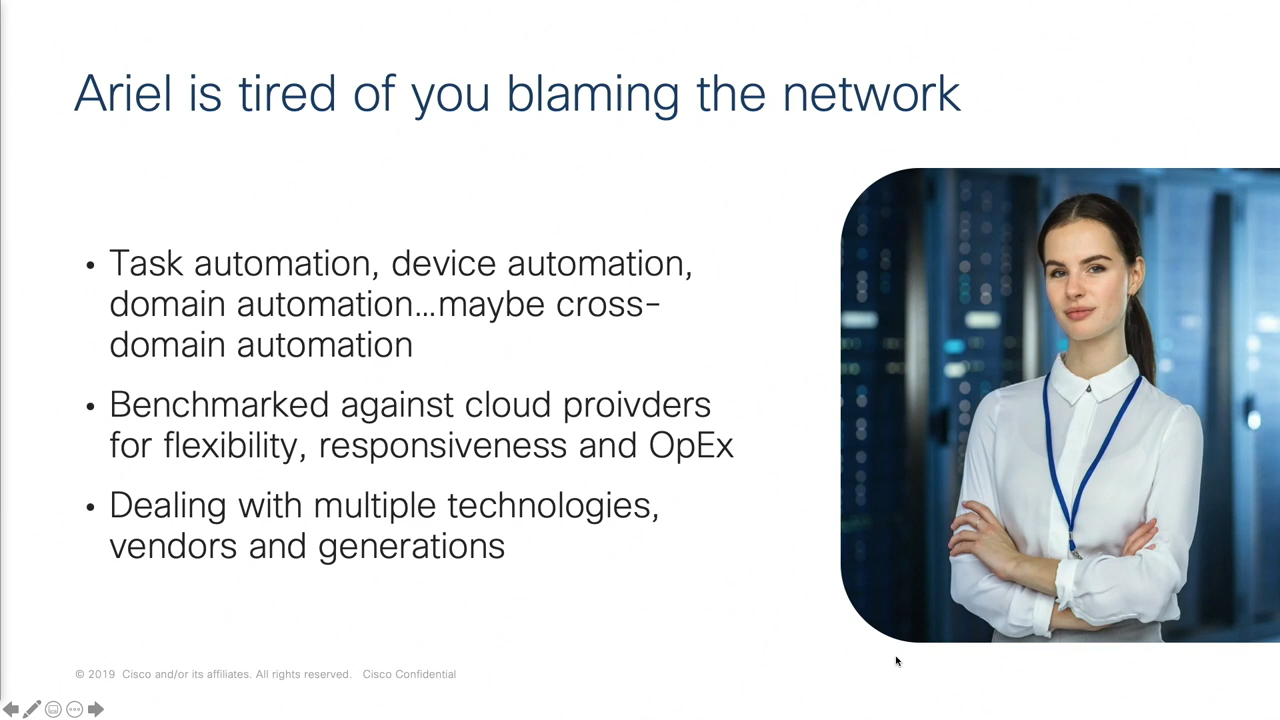 Ariel is tired of you blaming the network
• Task automation, device automation,
domain automation...maybe cross-
domain automation
• Benchmarked against cloud proivders
for flexibility, responsiveness and OpEx
• Dealing with multiple technologies,
vendors and generations
© 2019 Cisco and/or its affiliates. All rights reserved. Cisco Confidential